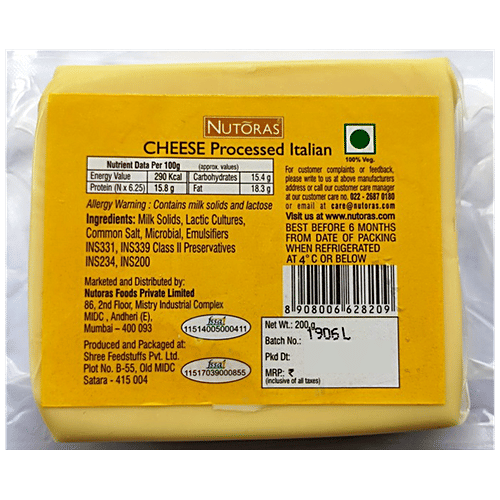 NUTÕRAS
CHEESE Processed Italian
100% Veg.
Nutrient Data Per 100g (approx. values)
Energy Value 290 Kcal Carbohydrates 15.4 g
Protein (N x 6.25) 15.8 g Fat 18.3 g
Allergy Warning : Contains milk solids and lactose
Ingredients: Milk Solids, Lactic Cultures,
Common Salt, Microbial, Emulsifiers
INS331, INS339 Class II Preservatives
INS234, INS200
Marketed and Distributed by:
Nutoras Foods Private Limited
86, 2nd Floor, Mistry Industrial Complex
MIDC, Andheri (E),
Mumbai – 400 093
fssai
11514005000411
Produced and Packaged at:
Shree Feedstuffs Pvt. Ltd.
Plot No. B-55, Old MIDC
Satara - 415 004
fssai
11517039000855
For customer complaints or feedback,
please write to us at above manufacturers
address or call our customer care manager
at our customer care no. 022 - 2687 0180
or email at care@nutoras.com
Visit us at www.nutoras.com
BEST BEFORE 6 MONTHS
FROM DATE OF PACKING
WHEN REFRIGERATED
AT 4° C OR BELOW
8 908006 628209
Net Wt.: 200 g
Batch No.: 1906L
Pkd Dt:
MRP.: ₹
(inclusive of all taxes)